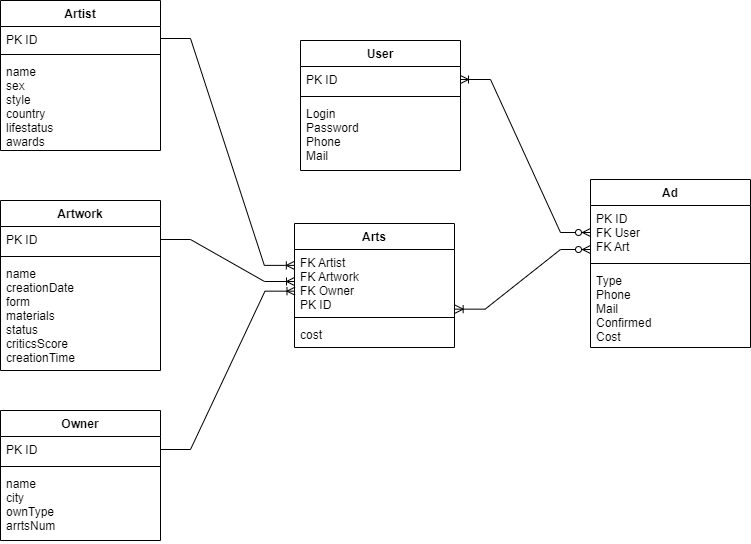 Artist
PK ID
name
sex
style
country
lifestatus
awards
Artwork
PK ID
name
creationDate
form
materials
status
criticsScore
creationTime
Owner
PK ID
name
city
ownType
arrtsNum
User
PK ID
Login
Password
Phone
Mail
Arts
FK Artist
FK Artwork
FK Owner
PK ID
cost
Ad
PK ID
FK User
FK Art
Type
Phone
Mail
Confirmed
Cost